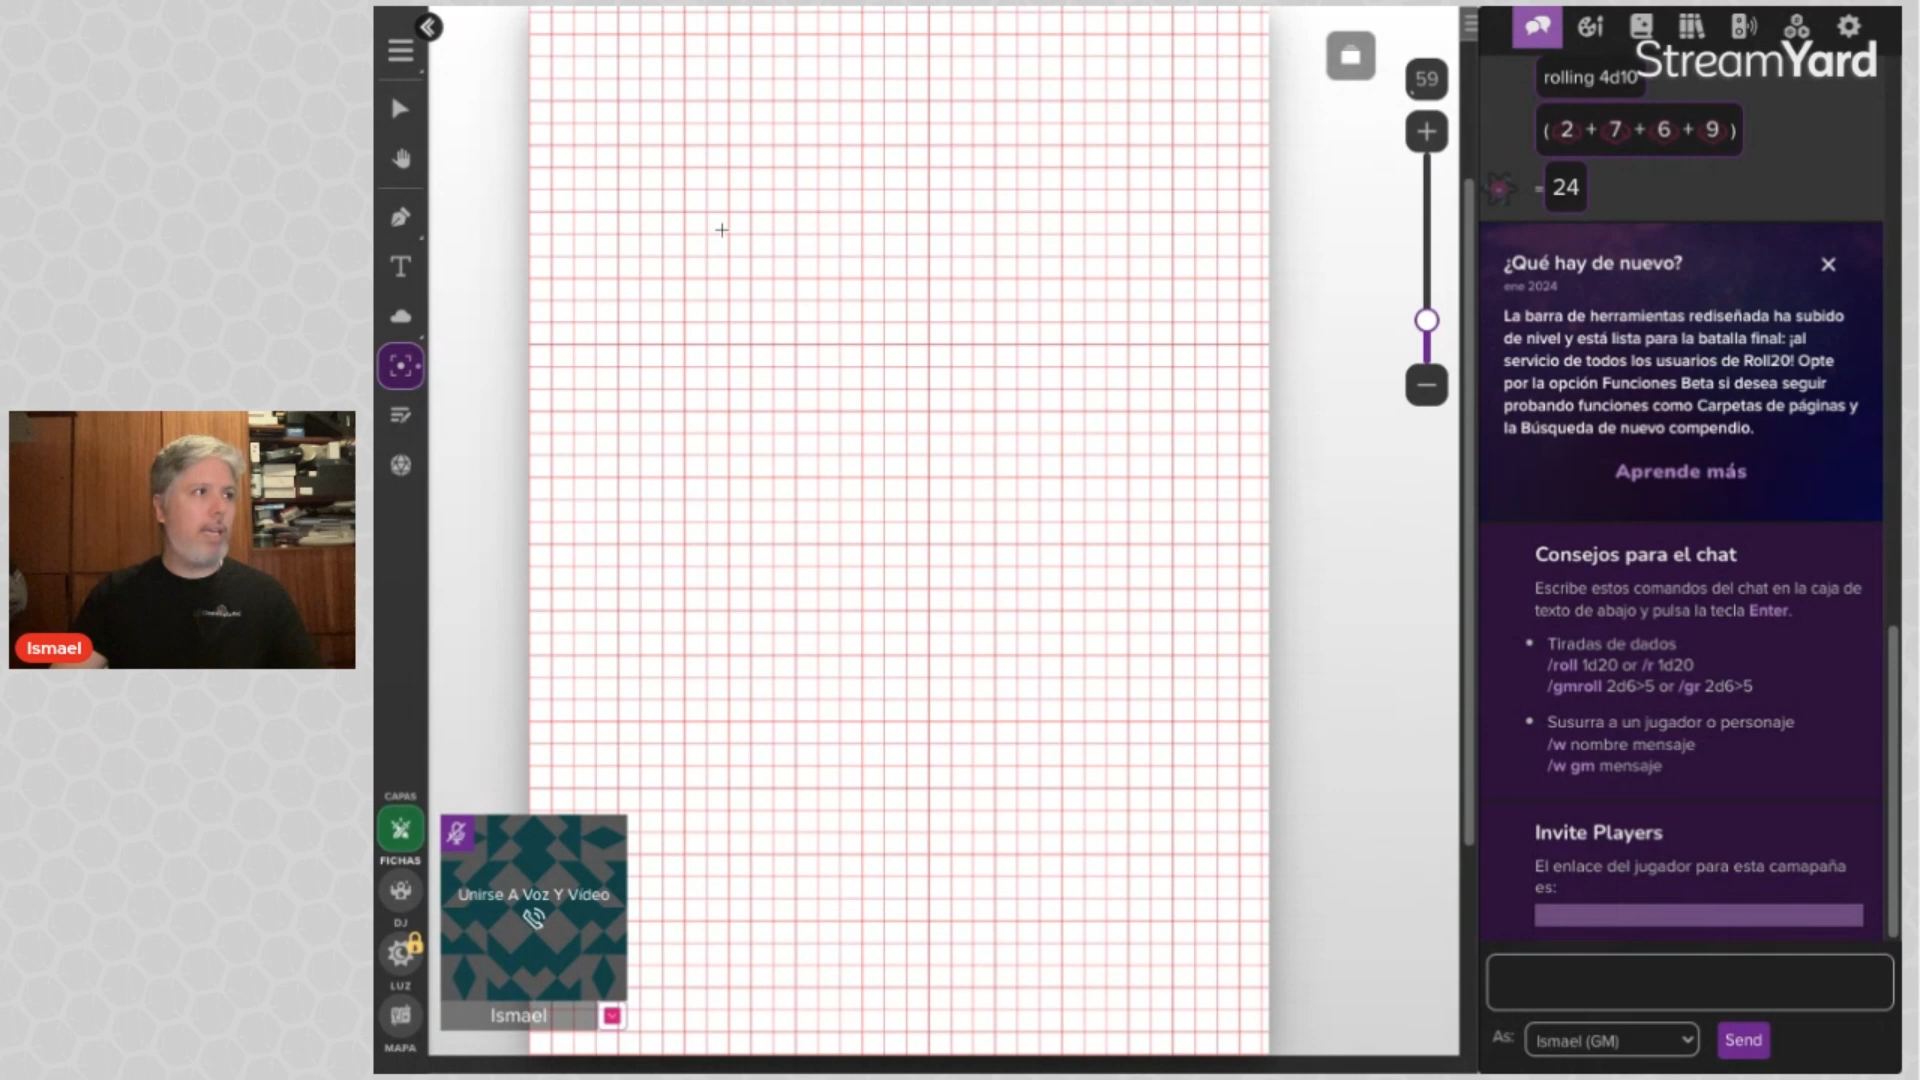 59
StreamYard
rolling 4d10
( 2 + 7 + 6 + 9 )
= 24
¿Qué hay de nuevo?
ene 2024
La barra de herramientas rediseñada ha subido
de nivel y está lista para la batalla final: ¡al
servicio de todos los usuarios de Roll20! Opte
por la opción Funciones Beta si desea seguir
probando funciones como Carpetas de páginas y
la Búsqueda de nuevo compendio.
Aprende más
Consejos para el chat
Escribe estos comandos del chat en la caja de
texto de abajo y pulsa la tecla Enter.
Tiradas de dados
/roll 1d20 or /r 1d20
/gmroll 2d6>5 or /gr 2d6>5
Susurra a un jugador o personaje
/w nombre mensaje
/w gm mensaje
Invite Players
El enlace del jugador para esta camapaña
es:
As: Ismael (GM) Send
Ismael
CAPAS
FICHAS
DJ
LUZ
MAPA
Unirse A Voz Y Vídeo
Ismael